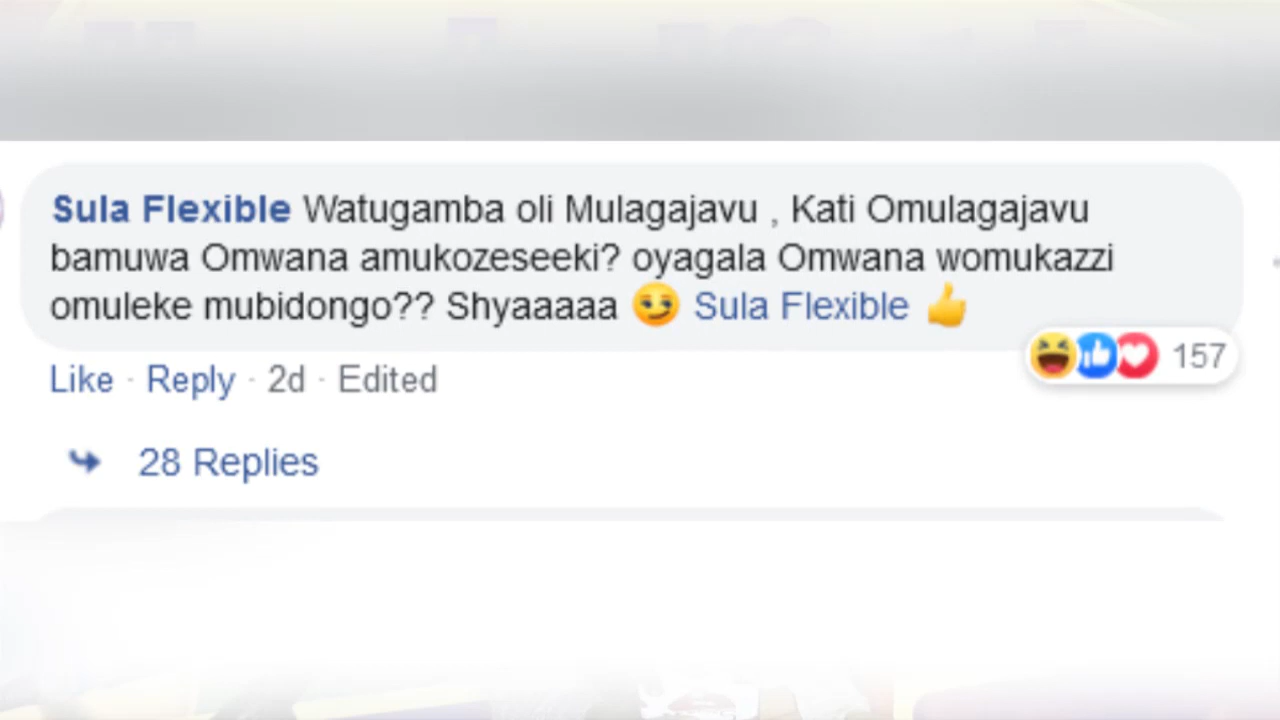 Sula Flexible Watugamba oli Mulagajavu , Kati Omulagajavu
bamuwa Omwana amukozeseeki? oyagala Omwana womukazzi
omuleke mubidongo?? Shyaaaaa 😏 Sula Flexible 👍
157
Like · Reply · 2d · Edited
28 Replies